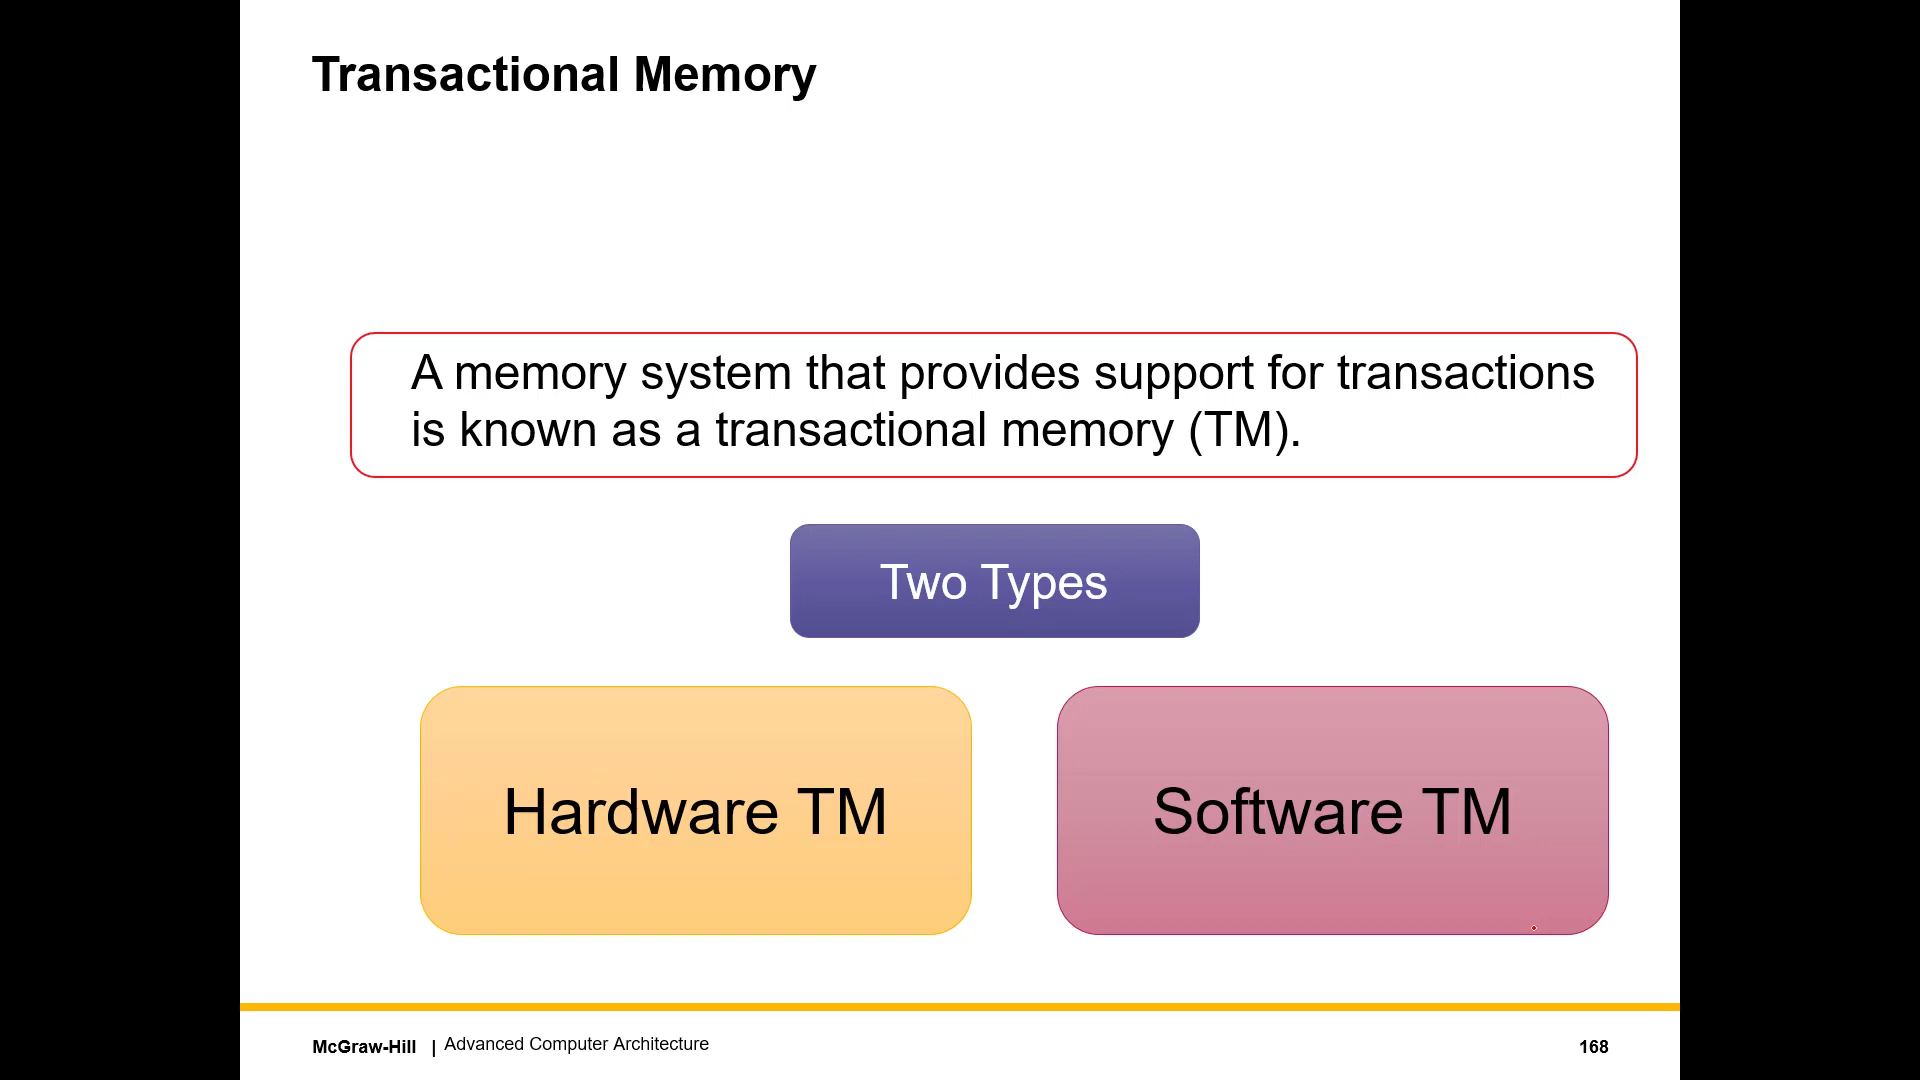 Transactional Memory
A memory system that provides support for transactions
is known as a transactional memory (TM).
Two Types
Hardware TM
Software TM
McGraw-Hill | Advanced Computer Architecture
168